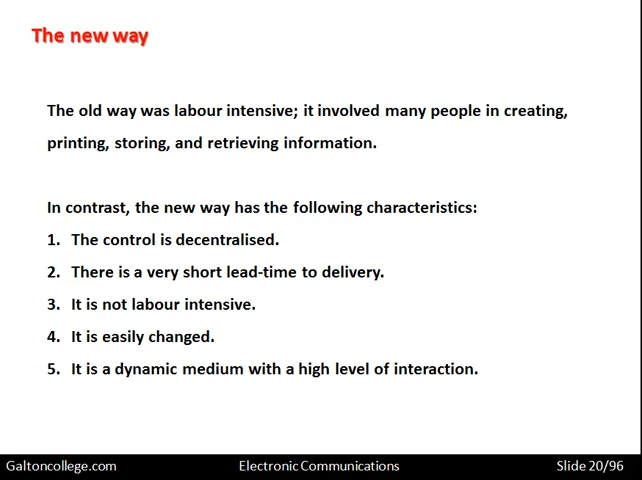 The new way
The old way was labour intensive; it involved many people in creating,
printing, storing, and retrieving information.
In contrast, the new way has the following characteristics:
1. The control is decentralised.
2. There is a very short lead-time to delivery.
3. It is not labour intensive.
4. It is easily changed.
5. It is a dynamic medium with a high level of interaction.
Galtoncollege.com Electronic Communications Slide 20/96